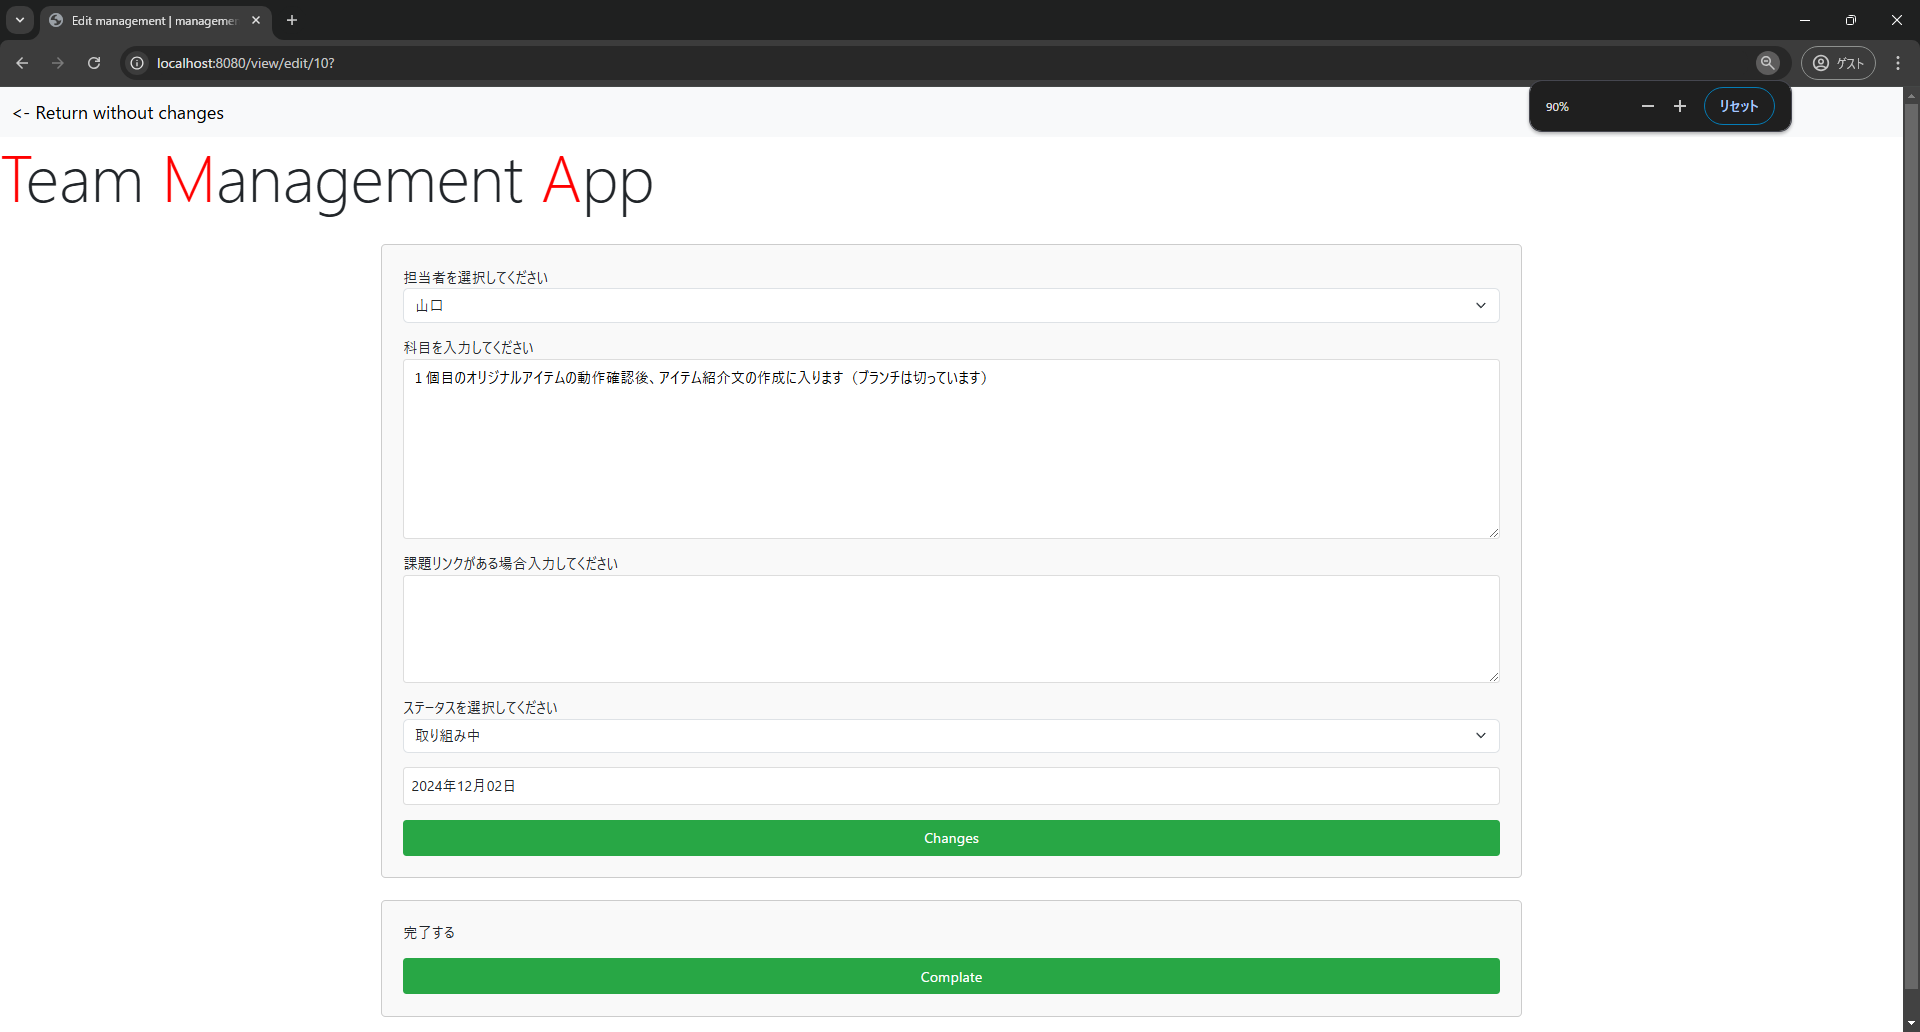 Edit management | manageme
localhost:8080/view/edit/10?
ゲスト
90%
リセット
<- Return without changes
Team Management App
担当者を選択してください
山口
科目を入力してください
1 個目のオリジナルアイテムの動作確認後、アイテム紹介文の作成に入ります（ブランチは切っています）
課題リンクがある場合入力してください
ステータスを選択してください
取り組み中
2024年12月02日
Changes
完了する
Complate